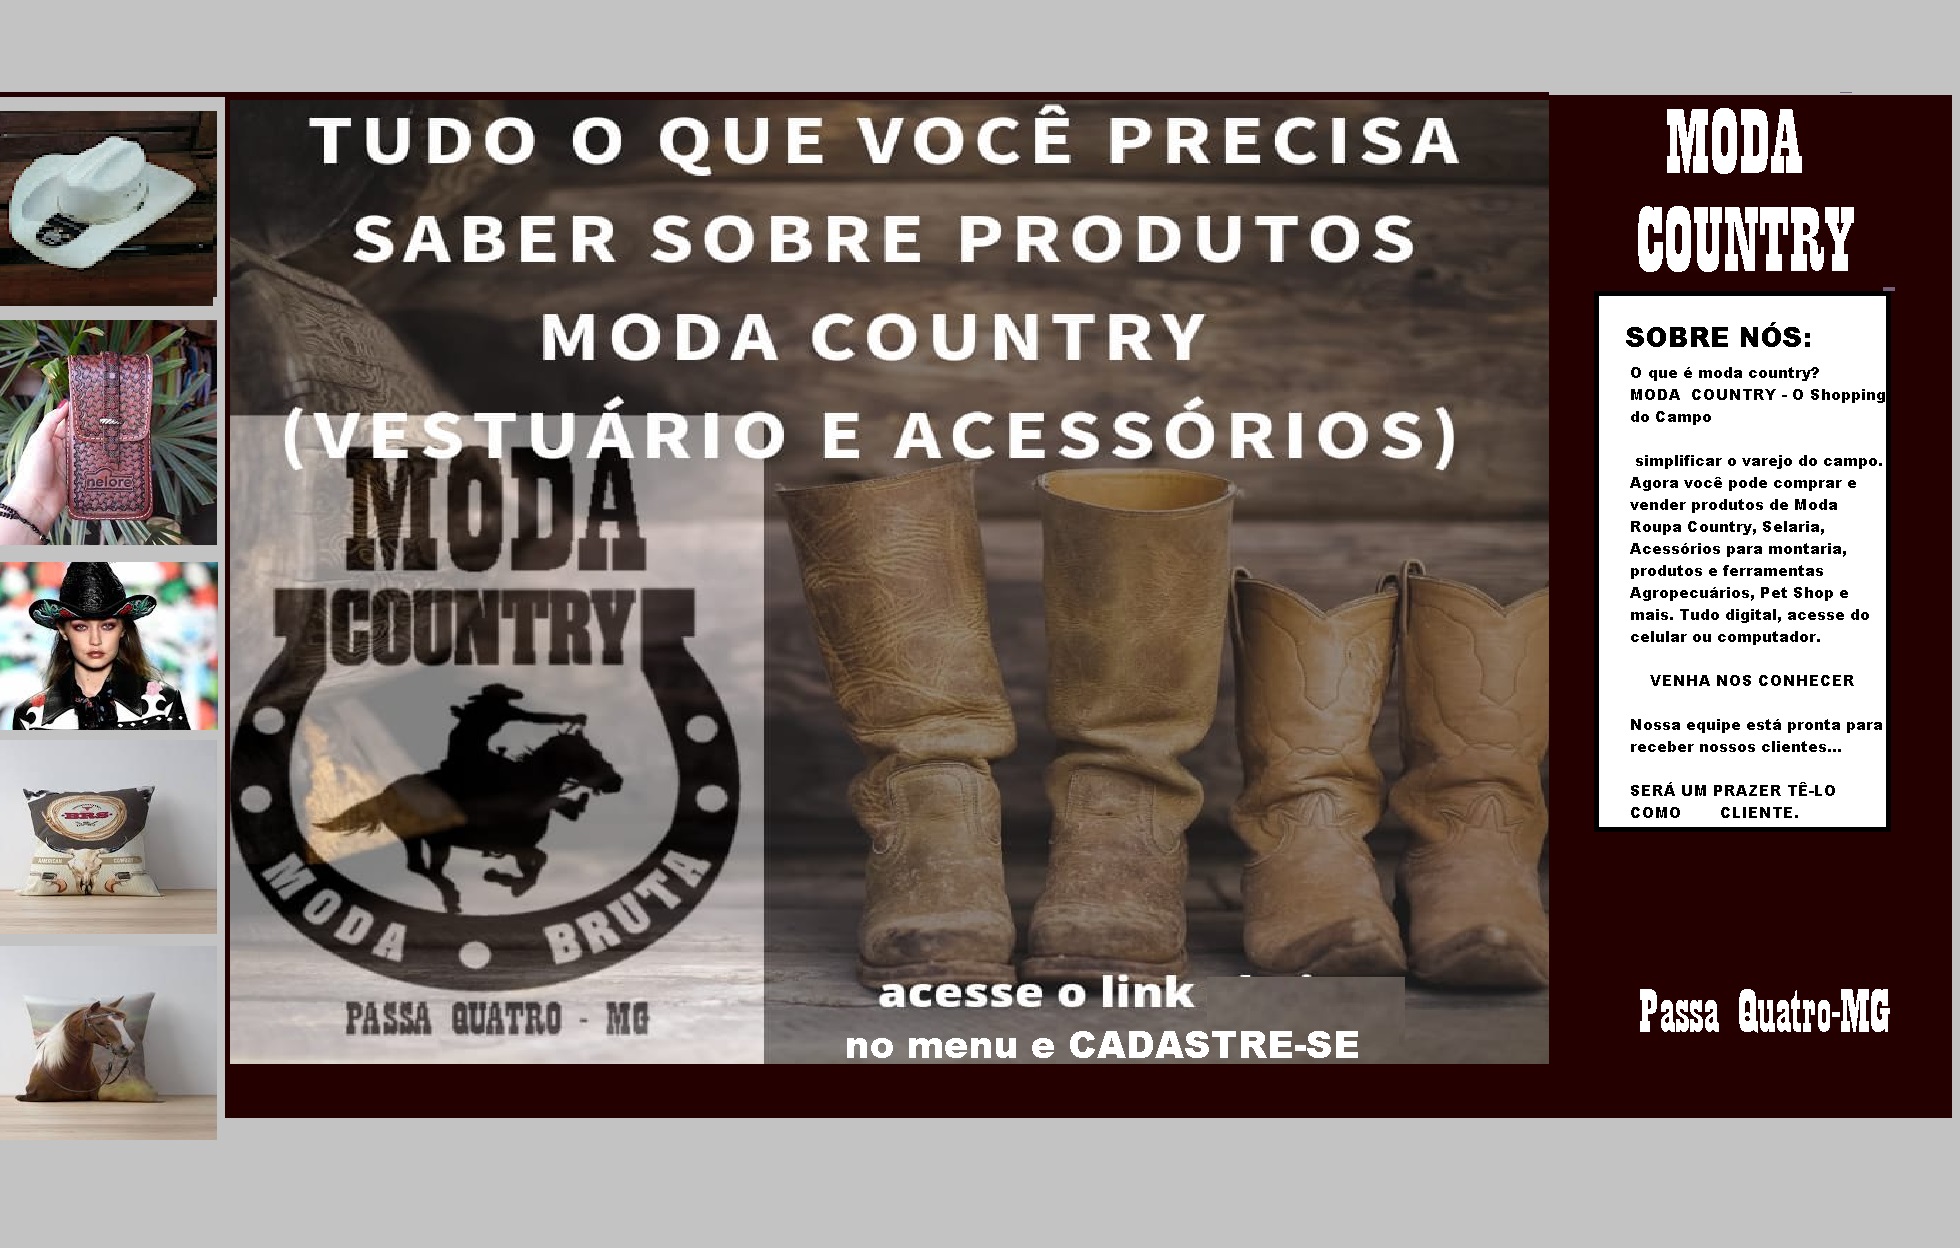 TUDO O QUE VOCÊ PRECISA
SABER SOBRE PRODUTOS
MODA COUNTRY
(VESTUÁRIO E ACESSÓRIOS)
MODA
COUNTRY
MODA BRUTA
PASSA QUATRO - MG
acesse o link
no menu e CADASTRE-SE
nelore
BRS
AMERICAN COWBOY
MODA
COUNTRY
SOBRE NÓS:
O que é moda country?
MODA COUNTRY - O Shopping
do Campo
simplificar o varejo do campo.
Agora você pode comprar e
vender produtos de Moda
Roupa Country, Selaria,
Acessórios para montaria,
produtos e ferramentas
Agropecuários, Pet Shop e
mais. Tudo digital, acesse do
celular ou computador.
VENHA NOS CONHECER
Nossa equipe está pronta para
receber nossos clientes...
SERÁ UM PRAZER TÊ-LO
COMO CLIENTE.
Passa Quatro-MG